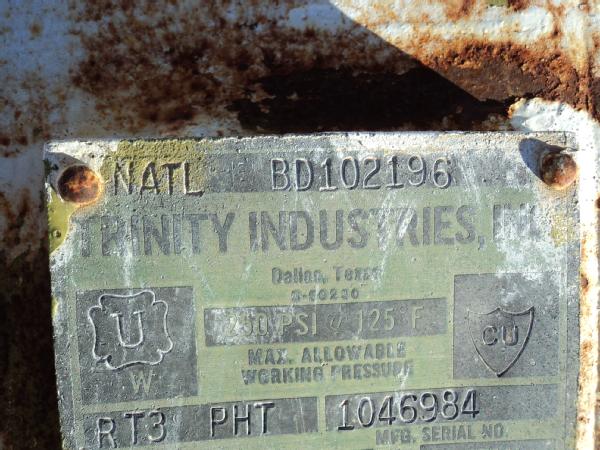 NATL BD102196
TRINITY INDUSTRIES, IN
Dallas, Texas
U
W
250 PSI @ 125°F
CU
MAX. ALLOWABLE
WORKING PRESSURE
RT3 PHT 1046984
MFG. SERIAL NO.